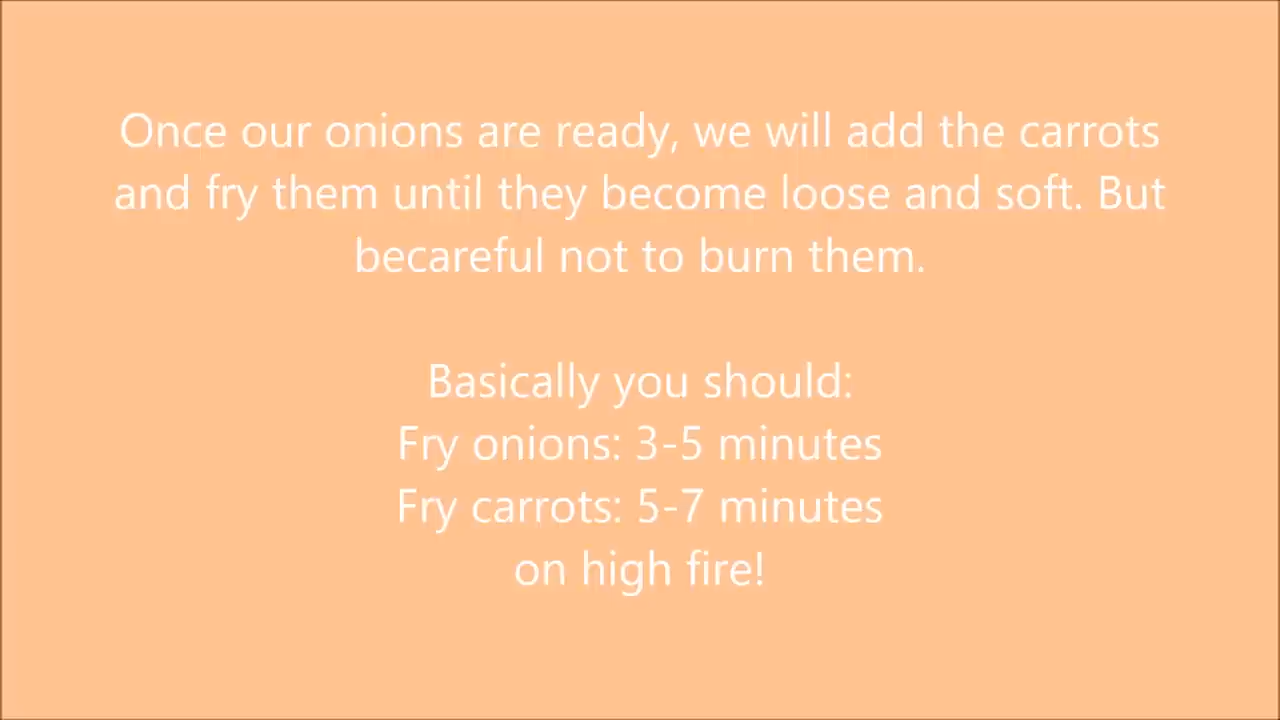 Once our onions are ready, we will add the carrots
and fry them until they become loose and soft. But
becareful not to burn them.
Basically you should:
Fry onions: 3-5 minutes
Fry carrots: 5-7 minutes
on high fire!